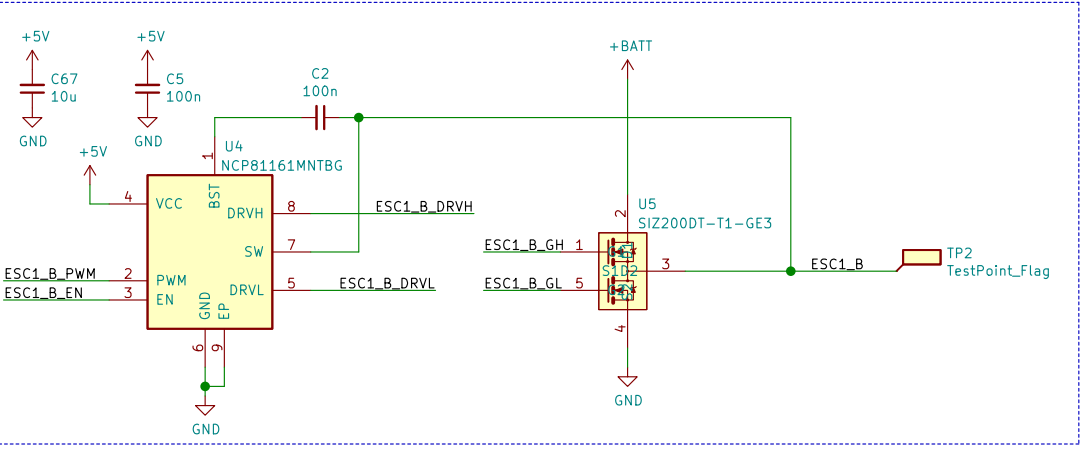 +5V
+5V
C67
10u
C5
100n
GND
GND
+5V
C2
100n
+BATT
U4
NCP81161MNTBG
1
BST
4
VCC
DRVH
8
ESC1_B_DRVH
SW
7
ESC1_B_PWM
2
PWM
ESC1_B_EN
3
EN
DRVL
5
ESC1_B_DRVL
GND
EP
6
9
GND
U5
SIZ200DT-T1-GE3
2
ESC1_B_GH
1
S1D2
3
ESC1_B_GL
5
4
GND
ESC1_B
TP2
TestPoint_Flag